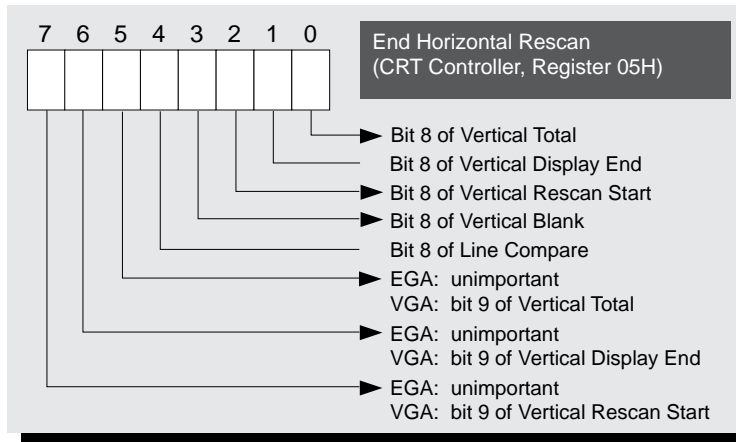 7 6 5 4 3 2 1 0
End Horizontal Rescan
(CRT Controller, Register 05H)
Bit 8 of Vertical Total
Bit 8 of Vertical Display End
Bit 8 of Vertical Rescan Start
Bit 8 of Vertical Blank
Bit 8 of Line Compare
EGA: unimportant
VGA: bit 9 of Vertical Total
EGA: unimportant
VGA: bit 9 of Vertical Display End
EGA: unimportant
VGA: bit 9 of Vertical Rescan Start